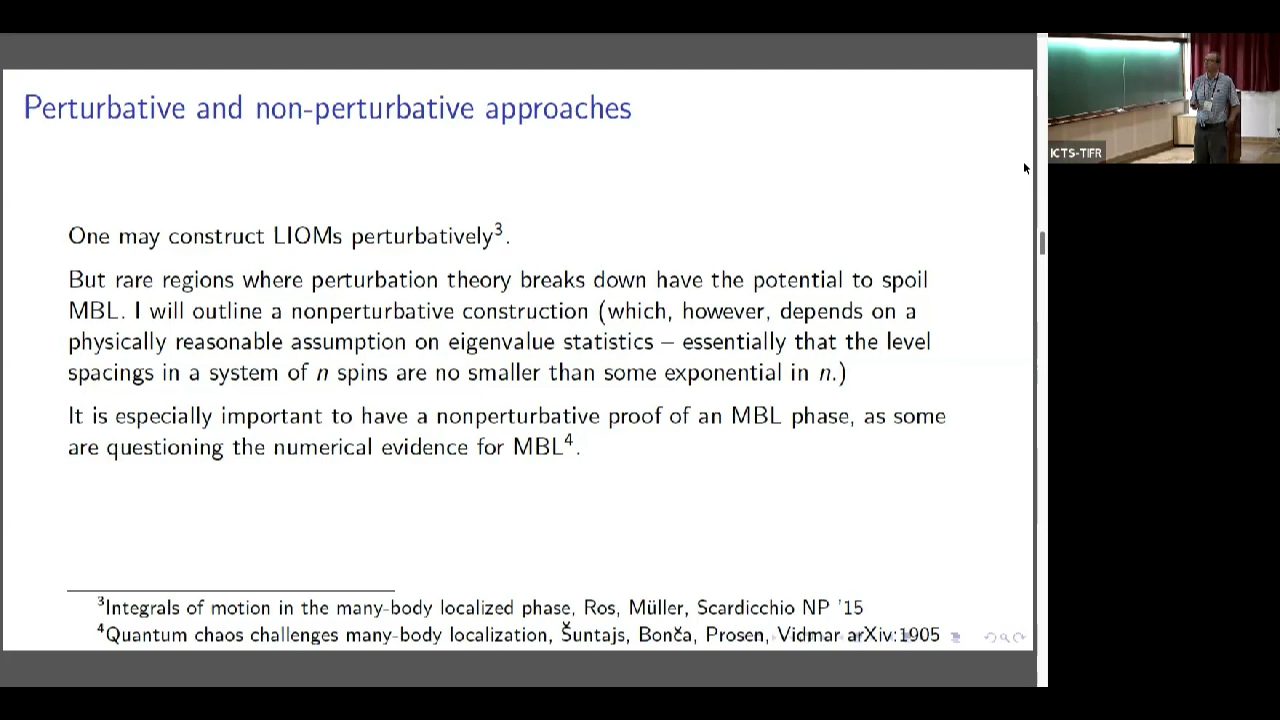 Perturbative and non-perturbative approaches
One may construct LIOMs perturbatively³.
But rare regions where perturbation theory breaks down have the potential to spoil
MBL. I will outline a nonperturbative construction (which, however, depends on a
physically reasonable assumption on eigenvalue statistics – essentially that the level
spacings in a system of n spins are no smaller than some exponential in n.)
It is especially important to have a nonperturbative proof of an MBL phase, as some
are questioning the numerical evidence for MBL⁴.
³Integrals of motion in the many-body localized phase, Ros, Müller, Scardicchio NP '15
⁴Quantum chaos challenges many-body localization, Šuntajs, Bonča, Prosen, Vidmar arXiv:1905
ICTS-TIFR